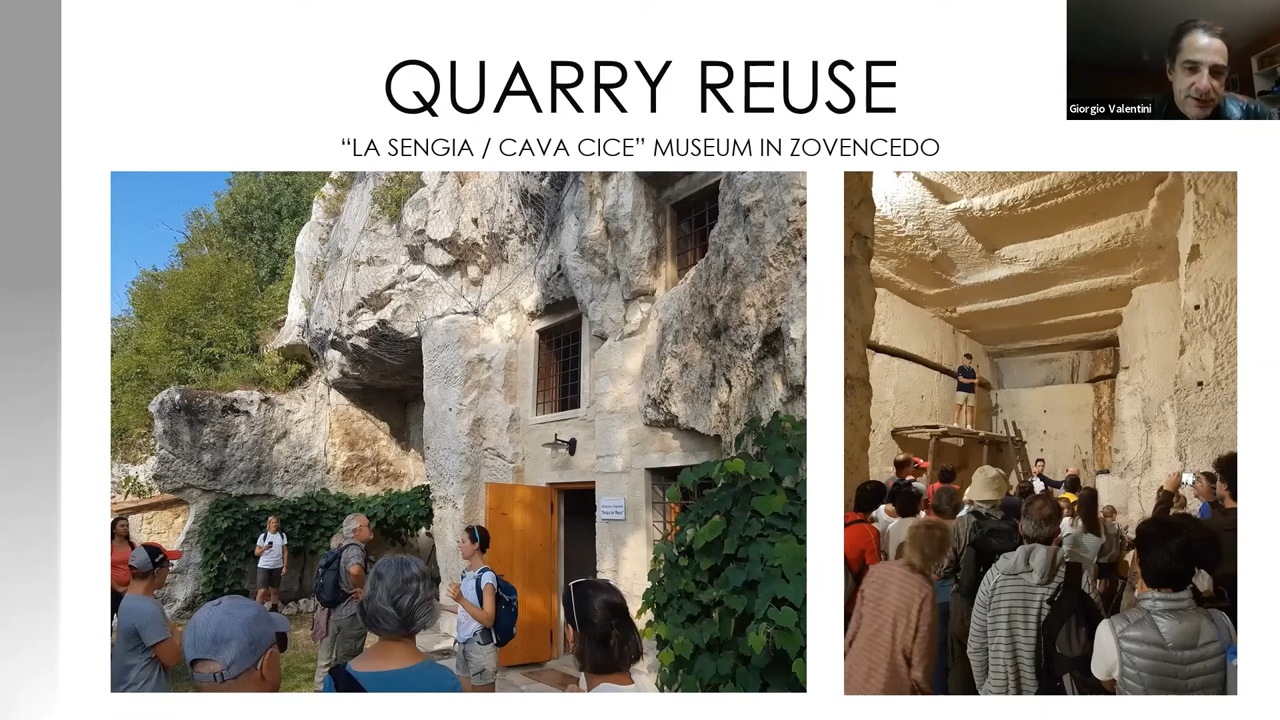 QUARRY REUSE
“LA SENGIA / CAVA CICE” MUSEUM IN ZOVENCEDO
Giorgio Valentini